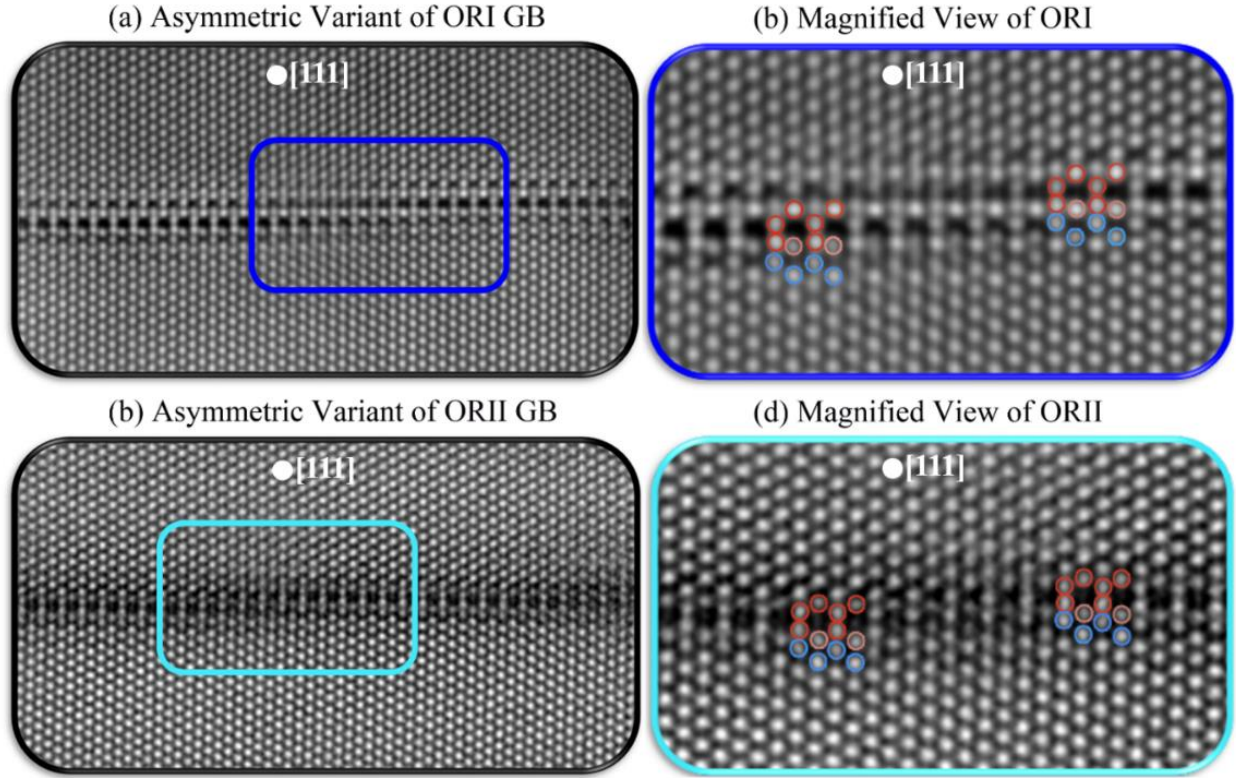 (a) Asymmetric Variant of ORI GB
(b) Magnified View of ORI
[111]
[111]
(b) Asymmetric Variant of ORII GB
(d) Magnified View of ORII
[111]
[111]